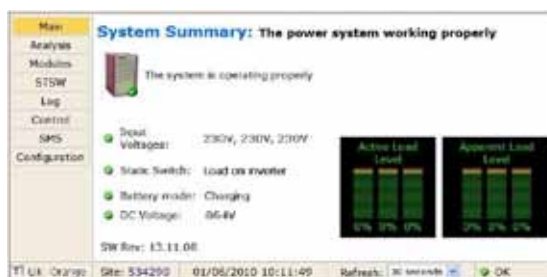 Main
Analysis
Modules
STSW
Log
Control
SMS
Configuration
System Summary: The power system working properly
The system is operating properly
Input Voltages: 230V, 230V, 230V
Static Switch: Load on inverter
Battery mode: Charging
DC Voltage:
SW Rev: 13.11.08
Active Load Level
0% 0% 0%
Apparent Load Level
Orange
Site: 534290
01/06/2010 10:11:49
Refresh: 30 seconds
OK